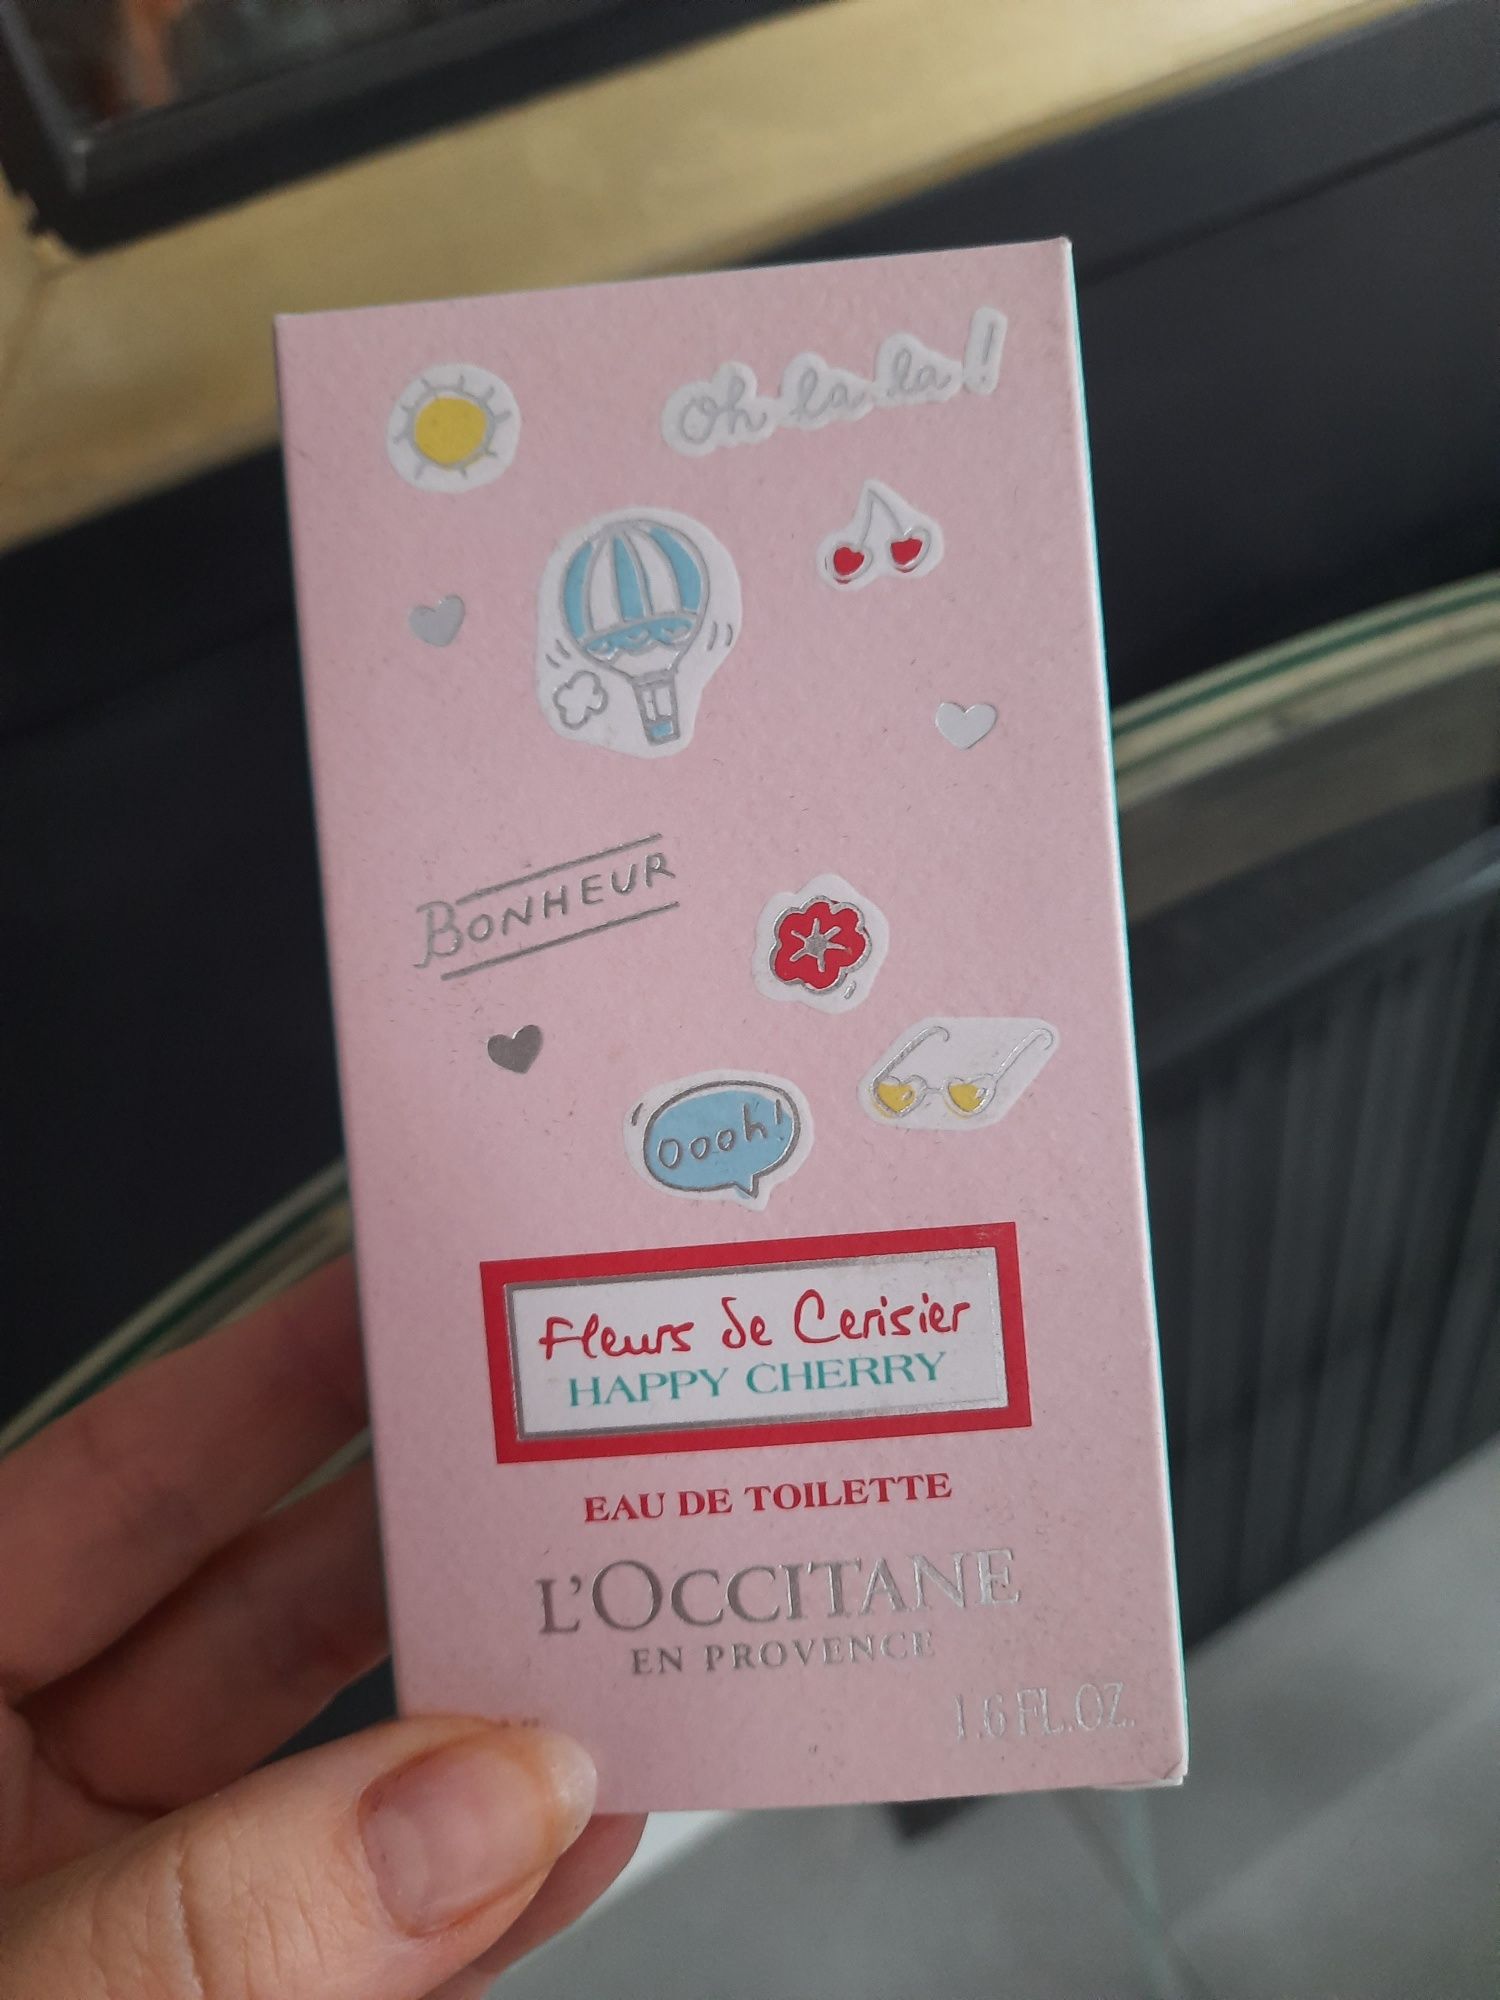 Oh la la !
BONHEUR
Oooh!
Fleurs de Cerisier
HAPPY CHERRY
EAU DE TOILETTE
L'OCCITANE
EN PROVENCE
1.6 FL.OZ.